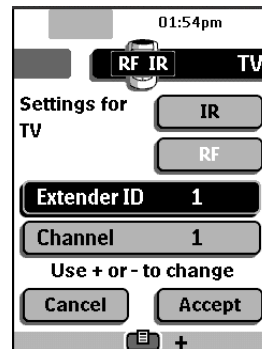 01:54pm
RF IR TV
Settings for
TV
IR
RF
Extender ID 1
Channel 1
Use + or - to change
Cancel Accept
+